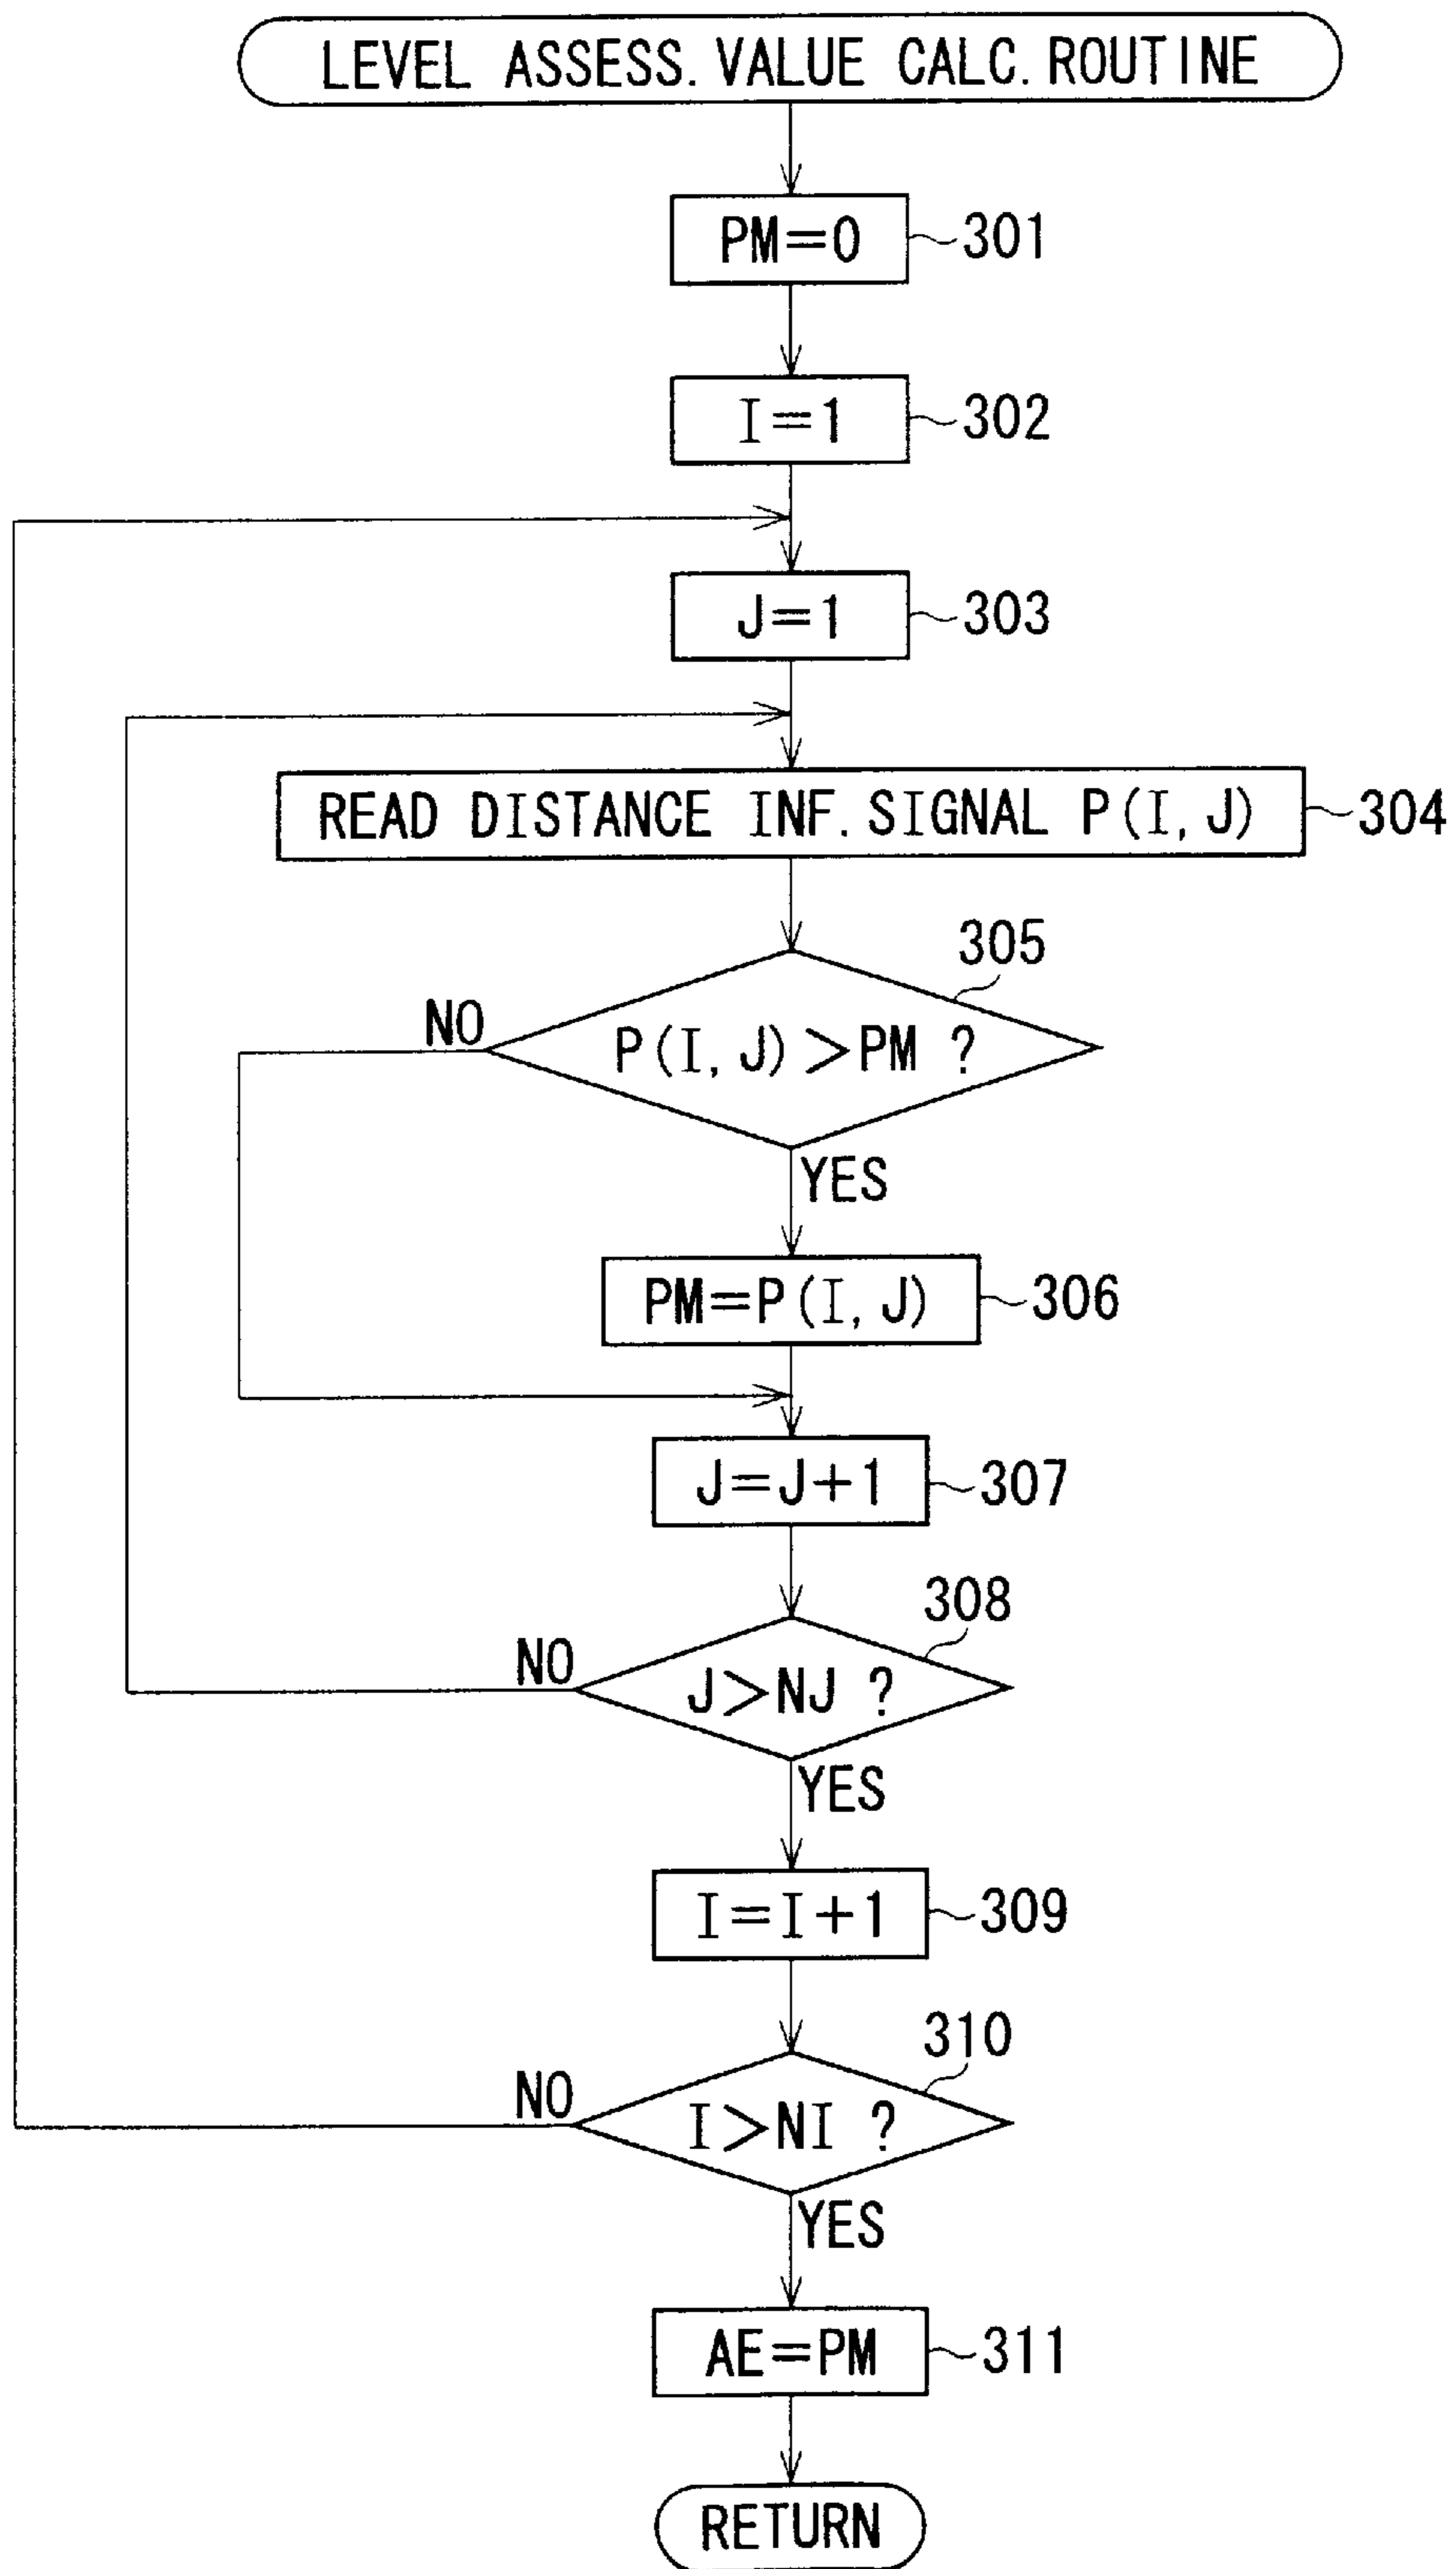 LEVEL ASSESS.VALUE CALC.ROUTINE
PM=0
301
I=1
302
J=1
303
READ DISTANCE INF.SIGNAL P(I,J)
304
305
NO
P(I,J)>PM ?
YES
PM=P(I,J)
306
J=J+1
307
308
NO
J>NJ ?
YES
I=I+1
309
310
NO
I>NI ?
YES
AE=PM
311
RETURN